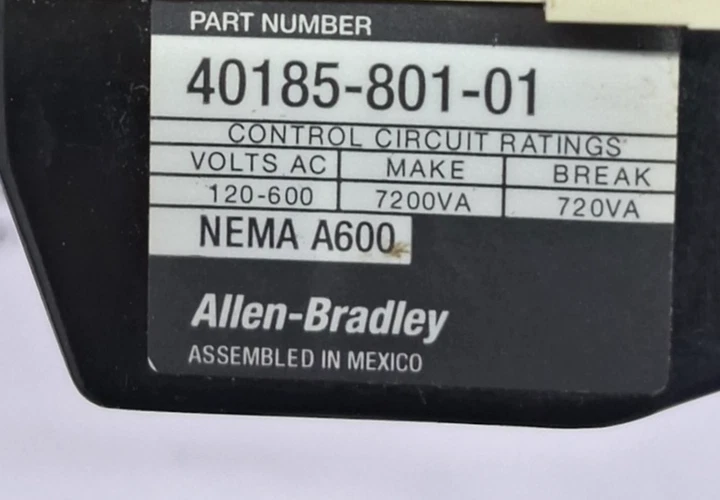 PART NUMBER
40185-801-01
CONTROL CIRCUIT RATINGS
VOLTS AC MAKE BREAK
120-600 7200VA 720VA
NEMA A600
Allen-Bradley
ASSEMBLED IN MEXICO